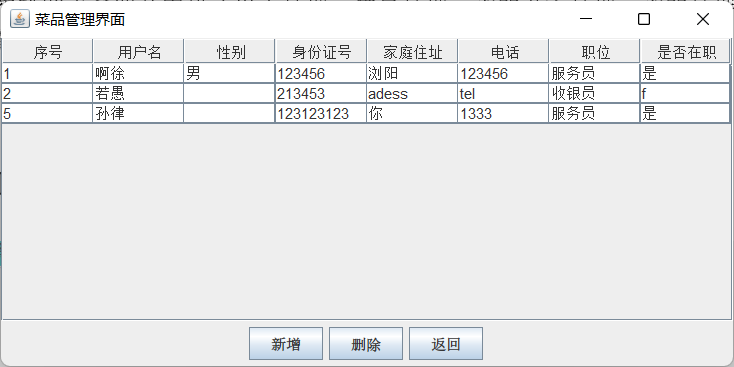 菜品管理界面
序号 用户名 性别 身份证号 家庭住址 电话 职位 是否在职
1 啊徐 男 123456 浏阳 123456 服务员 是
2 若愚 213453 adess tel 收银员 f
5 孙律 123123123 你 1333 服务员 是
新增 删除 返回